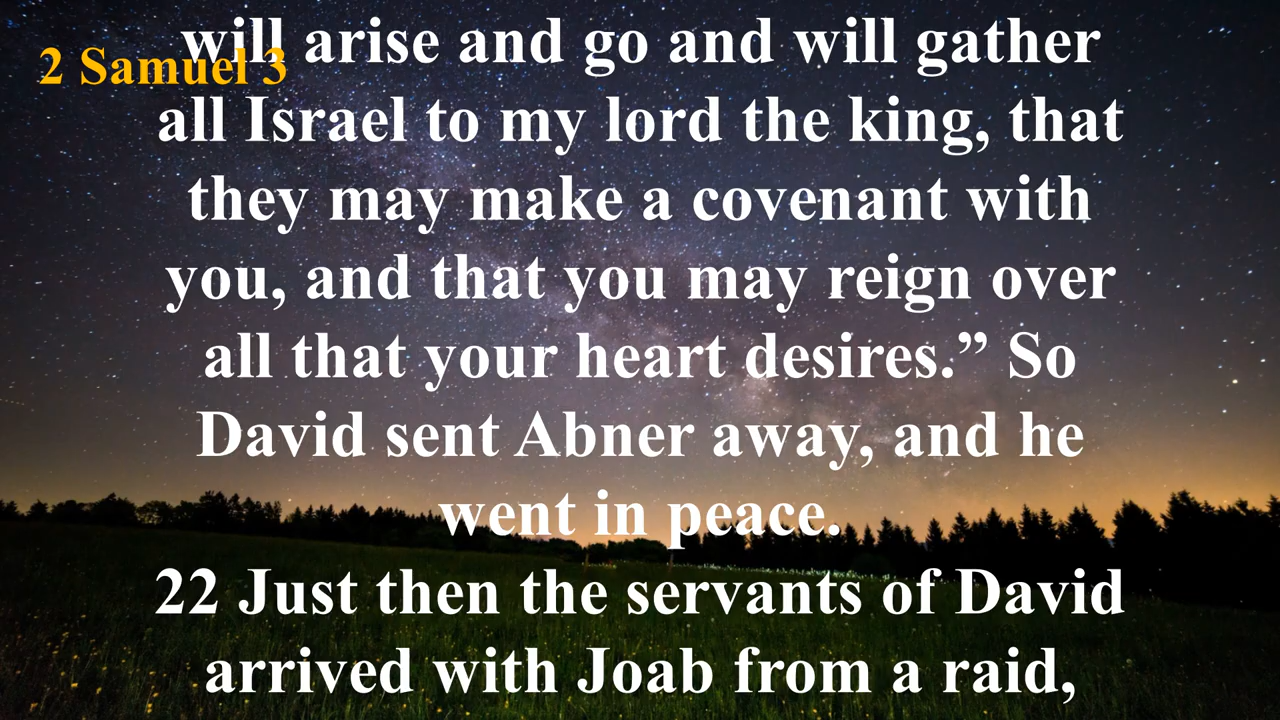 2 Samuel 3
will arise and go and will gather
all Israel to my lord the king, that
they may make a covenant with
you, and that you may reign over
all that your heart desires.” So
David sent Abner away, and he
went in peace.
22 Just then the servants of David
arrived with Joab from a raid,